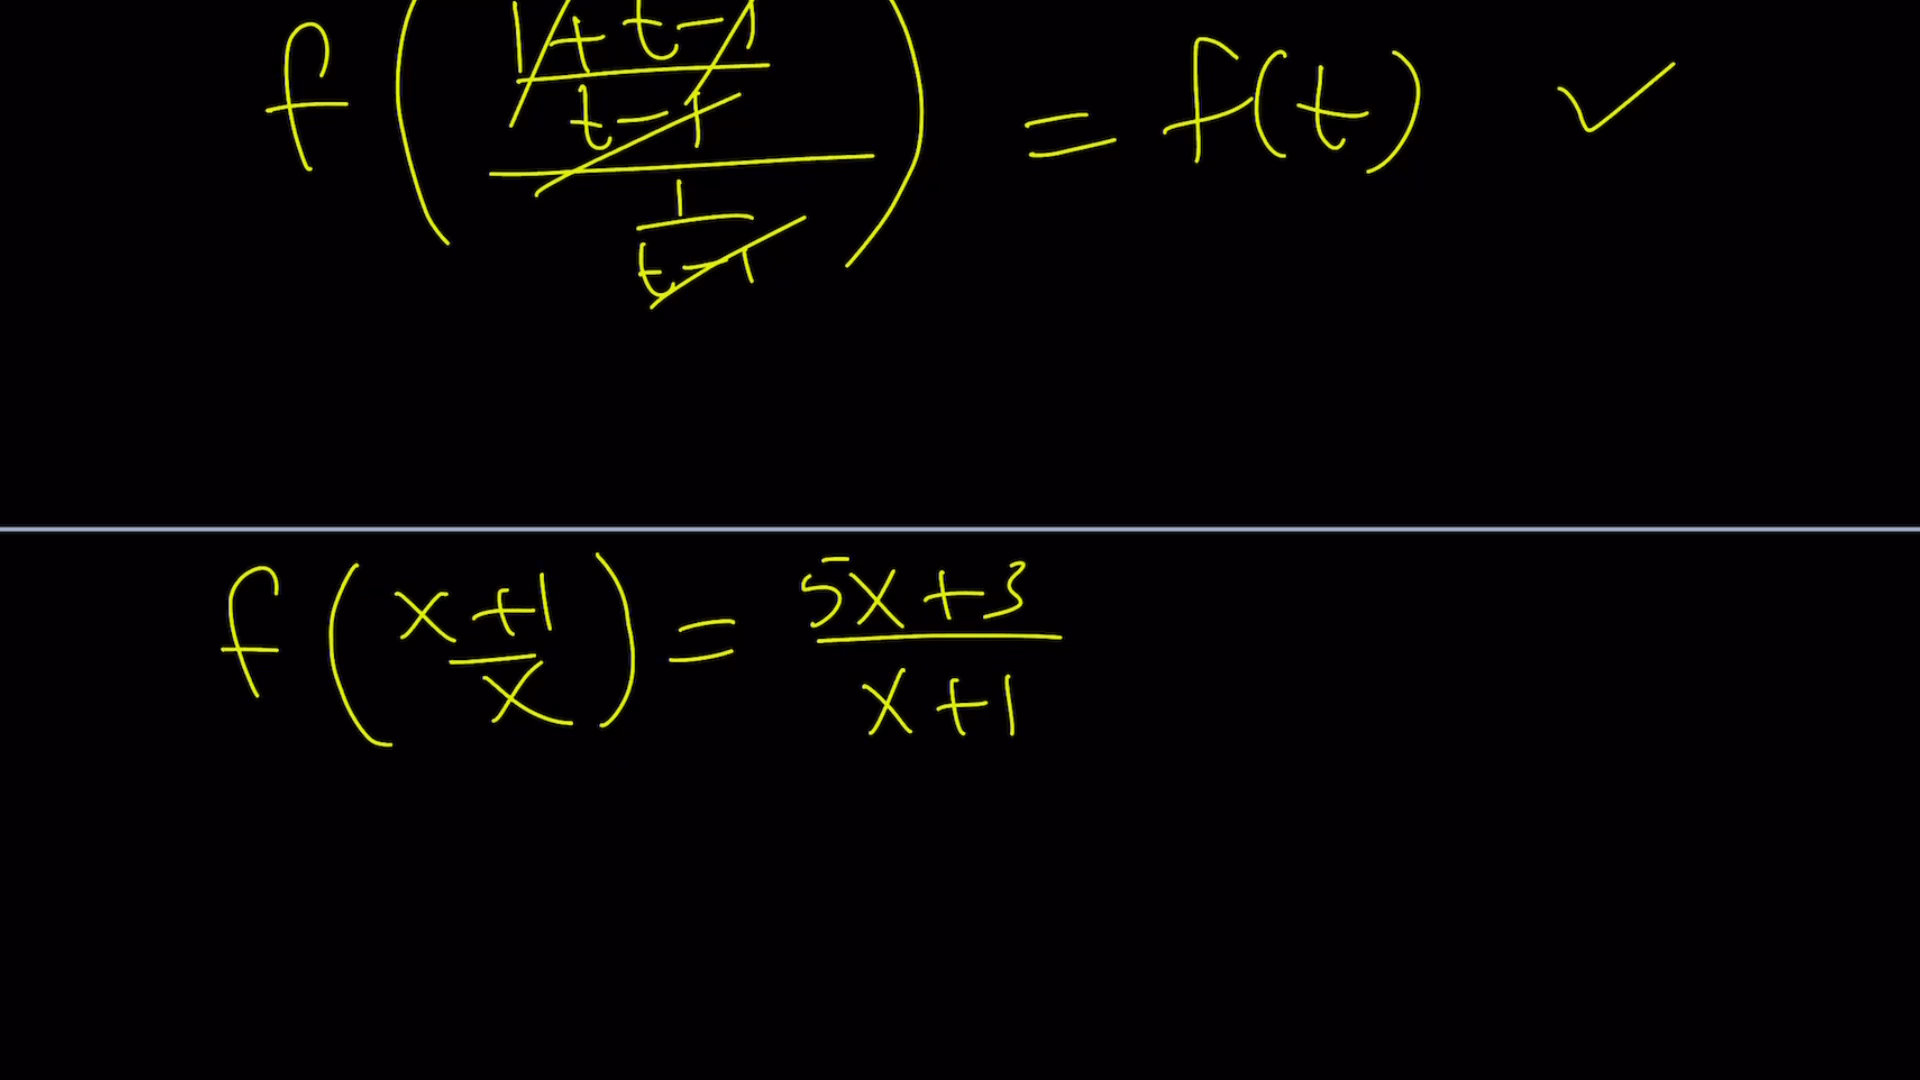 f((1+t-1)/(t-1)/(1/(t-1))) = f(t) ✓
f((x+1)/x) = (5x+3)/(x+1)